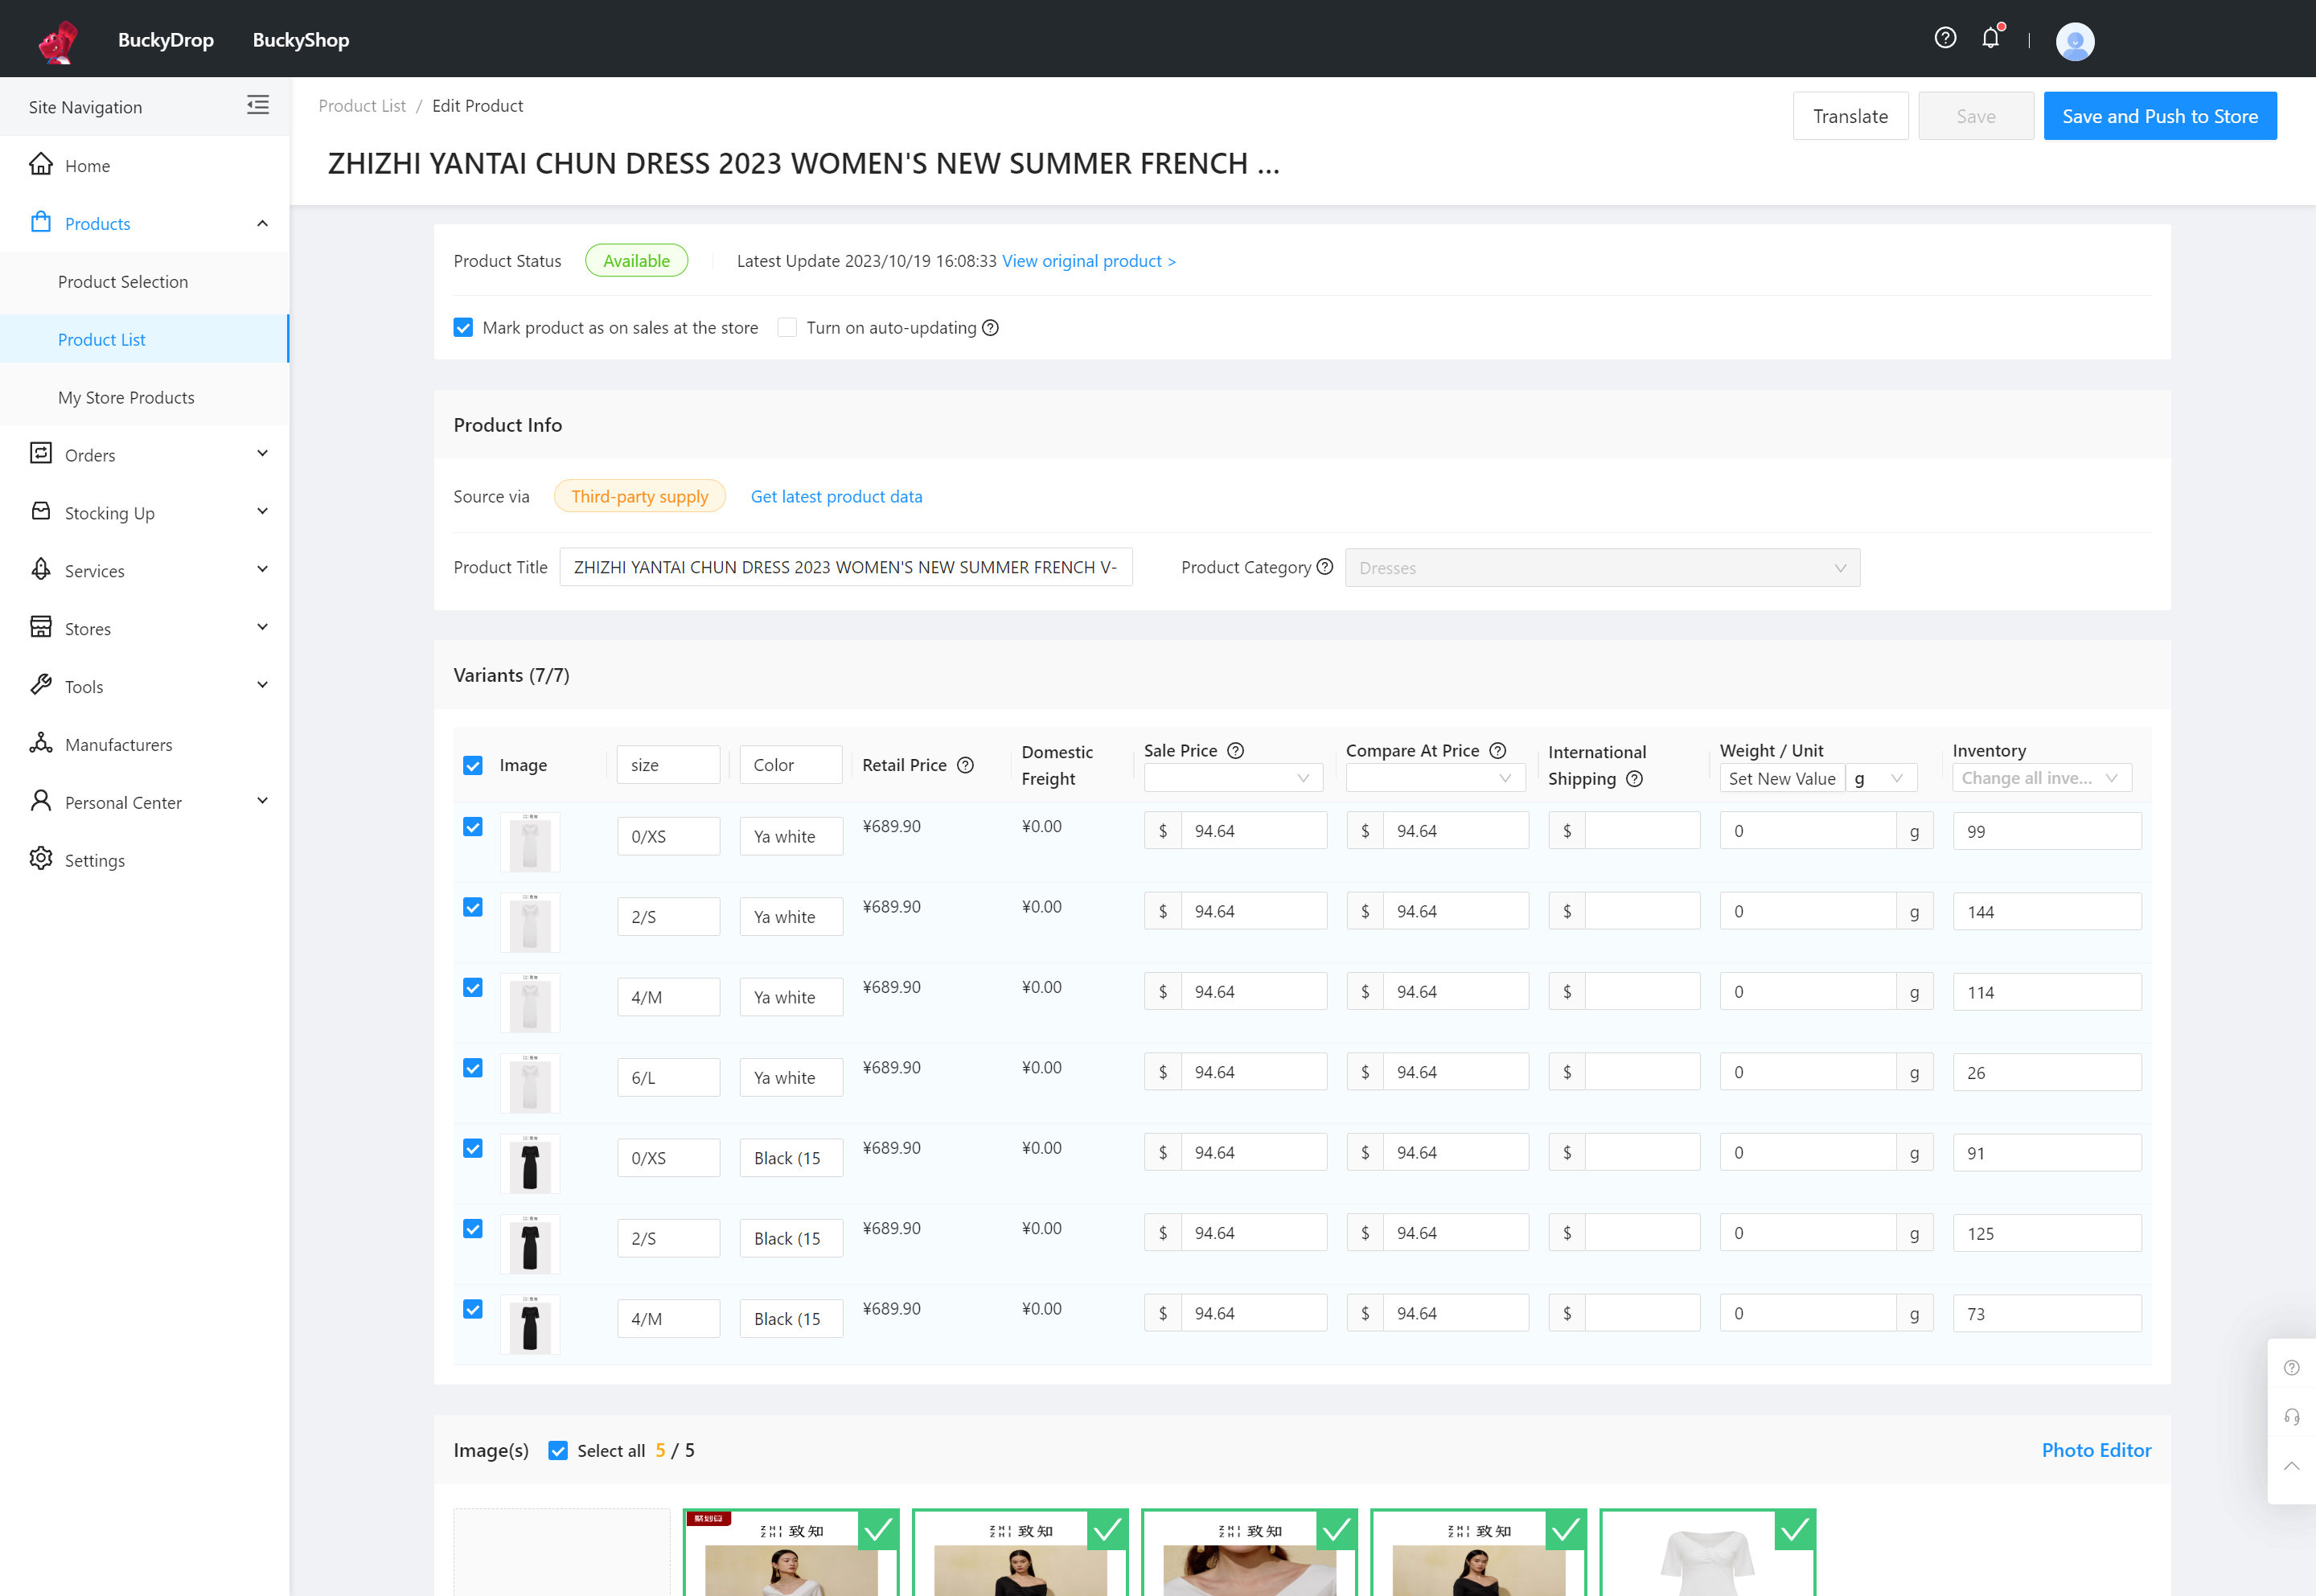 BuckyDrop BuckyShop
Site Navigation
Product List / Edit Product
Translate
Save
Save and Push to Store
ZHIZHI YANTAI CHUN DRESS 2023 WOMEN'S NEW SUMMER FRENCH ...
Home
Products
Product Selection
Product List
My Store Products
Orders
Stocking Up
Services
Stores
Tools
Manufacturers
Personal Center
Settings
Product Status Available Latest Update 2023/10/19 16:08:33 View original product >
Mark product as on sales at the store Turn on auto-updating
Product Info
Source via Third-party supply Get latest product data
Product Title ZHIZHI YANTAI CHUN DRESS 2023 WOMEN'S NEW SUMMER FRENCH V- Product Category Dresses
Variants (7/7)
Image size Color Retail Price Domestic Freight Sale Price Compare At Price International Shipping Weight / Unit Set New Value g Inventory Change all inve...
0/XS Ya white ¥689.90 ¥0.00 $ 94.64 $ 94.64 $ 0 g 99
2/S Ya white ¥689.90 ¥0.00 $ 94.64 $ 94.64 $ 0 g 144
4/M Ya white ¥689.90 ¥0.00 $ 94.64 $ 94.64 $ 0 g 114
6/L Ya white ¥689.90 ¥0.00 $ 94.64 $ 94.64 $ 0 g 26
0/XS Black (15 ¥689.90 ¥0.00 $ 94.64 $ 94.64 $ 0 g 91
2/S Black (15 ¥689.90 ¥0.00 $ 94.64 $ 94.64 $ 0 g 125
4/M Black (15 ¥689.90 ¥0.00 $ 94.64 $ 94.64 $ 0 g 73
Image(s) Select all 5 / 5 Photo Editor
ZHI ZHI 致知
ZHI ZHI 致知
ZHI ZHI 致知
ZHI ZHI 致知